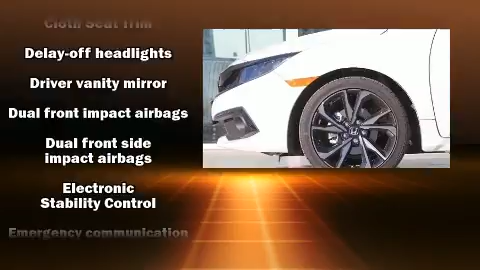 Cloth Seat Trim
Delay-off headlights
Driver vanity mirror
Dual front impact airbags
Dual front side
impact airbags
Electronic
Stability Control
Emergency communication